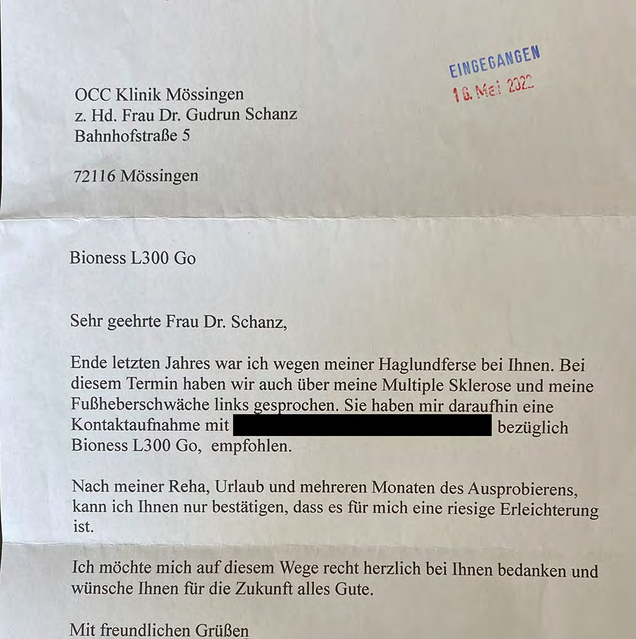 EINGEGANGEN
16. Mai 2022
OCC Klinik Mössingen
z. Hd. Frau Dr. Gudrun Schanz
Bahnhofstraße 5
72116 Mössingen
Bioness L300 Go
Sehr geehrte Frau Dr. Schanz,
Ende letzten Jahres war ich wegen meiner Haglundferse bei Ihnen. Bei
diesem Termin haben wir auch über meine Multiple Sklerose und meine
Fußheberschwäche links gesprochen. Sie haben mir daraufhin eine
Kontaktaufnahme mit bezüglich
Bioness L300 Go, empfohlen.
Nach meiner Reha, Urlaub und mehreren Monaten des Ausprobierens,
kann ich Ihnen nur bestätigen, dass es für mich eine riesige Erleichterung
ist.
Ich möchte mich auf diesem Wege recht herzlich bei Ihnen bedanken und
wünsche Ihnen für die Zukunft alles Gute.
Mit freundlichen Grüßen